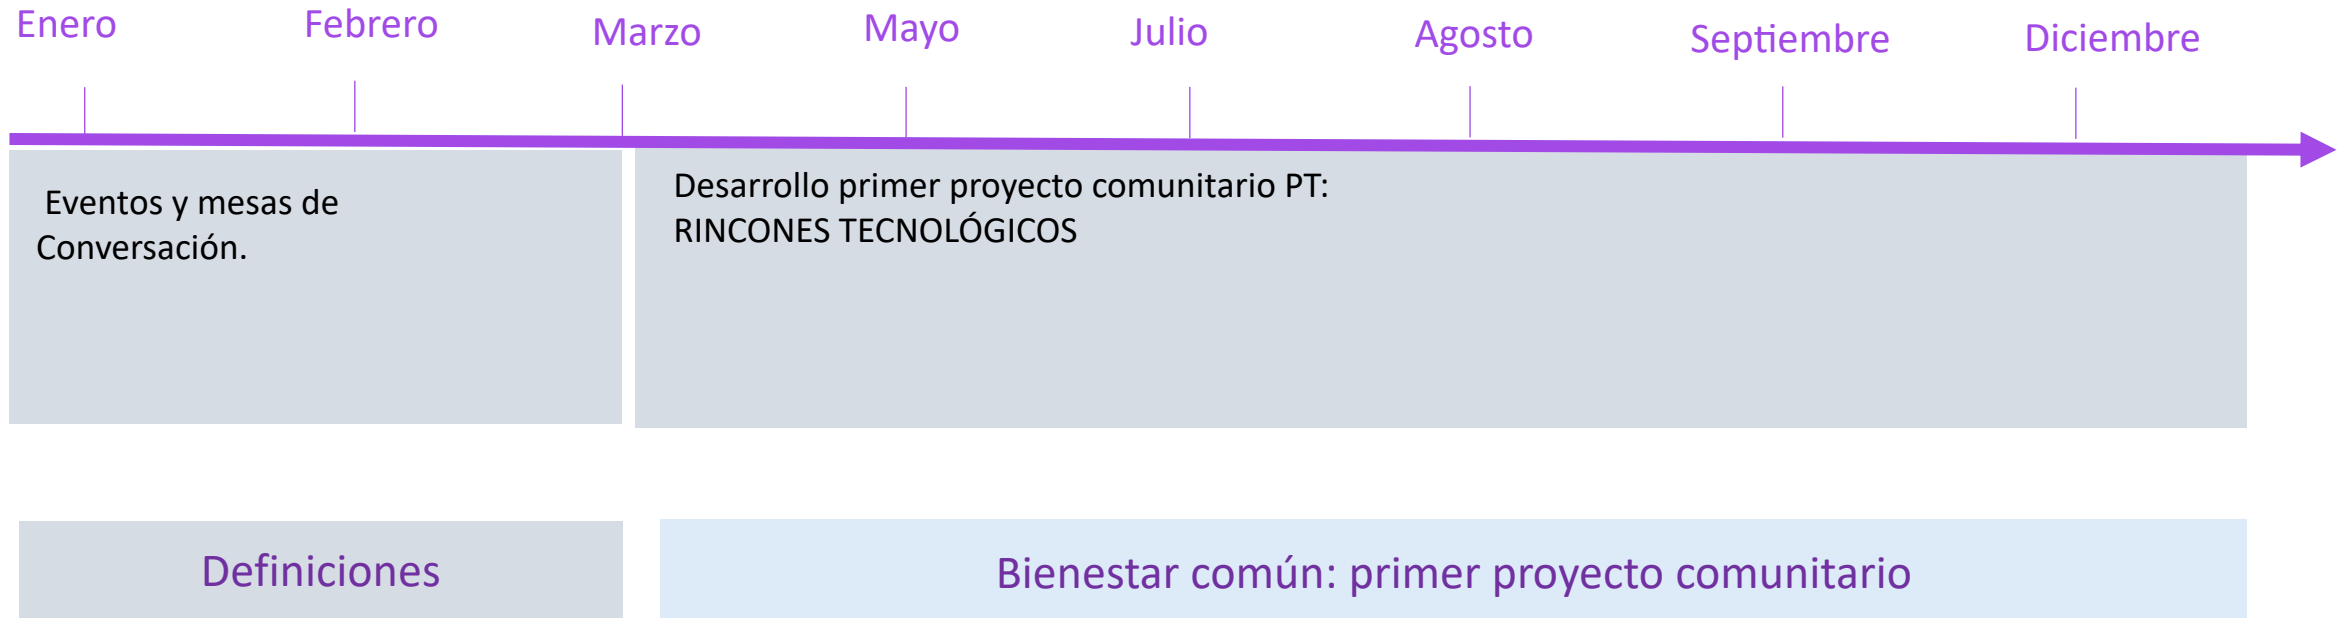 Enero
Febrero
Marzo
Mayo
Julio
Agosto
Septiembre
Diciembre
Eventos y mesas de
Conversación.
Desarrollo primer proyecto comunitario PT:
RINCONES TECNOLÓGICOS
Definiciones
Bienestar común: primer proyecto comunitario